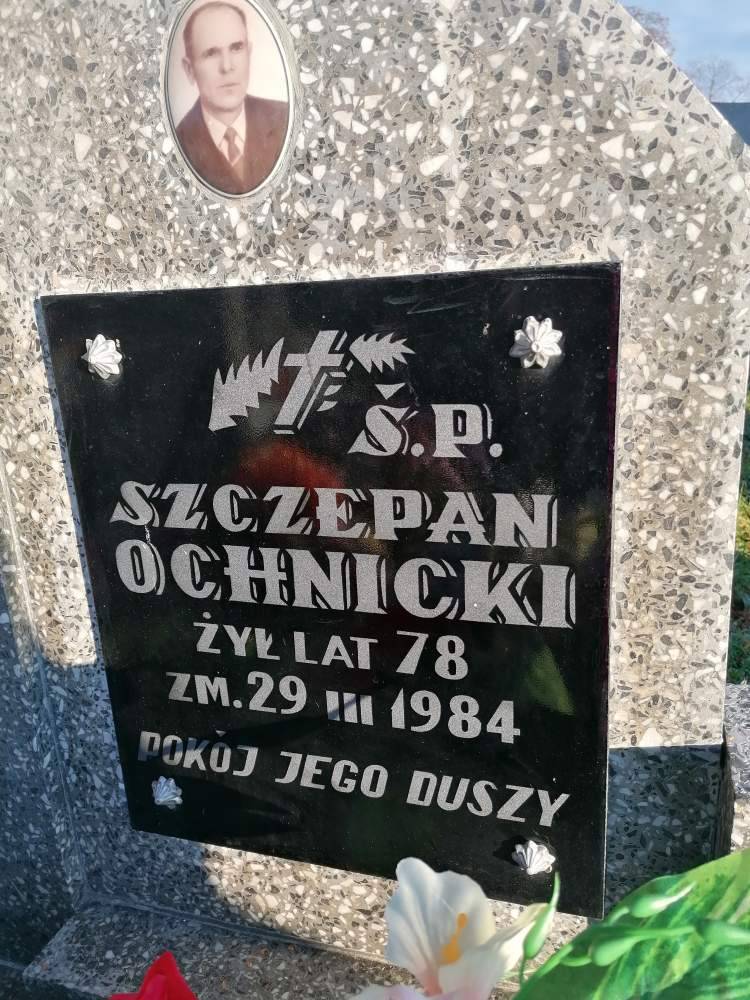 Ś.P.
SZCZEPAN
OCHNICKI
ŻYŁ LAT 78
ZM. 29 III 1984
POKÓJ JEGO DUSZY